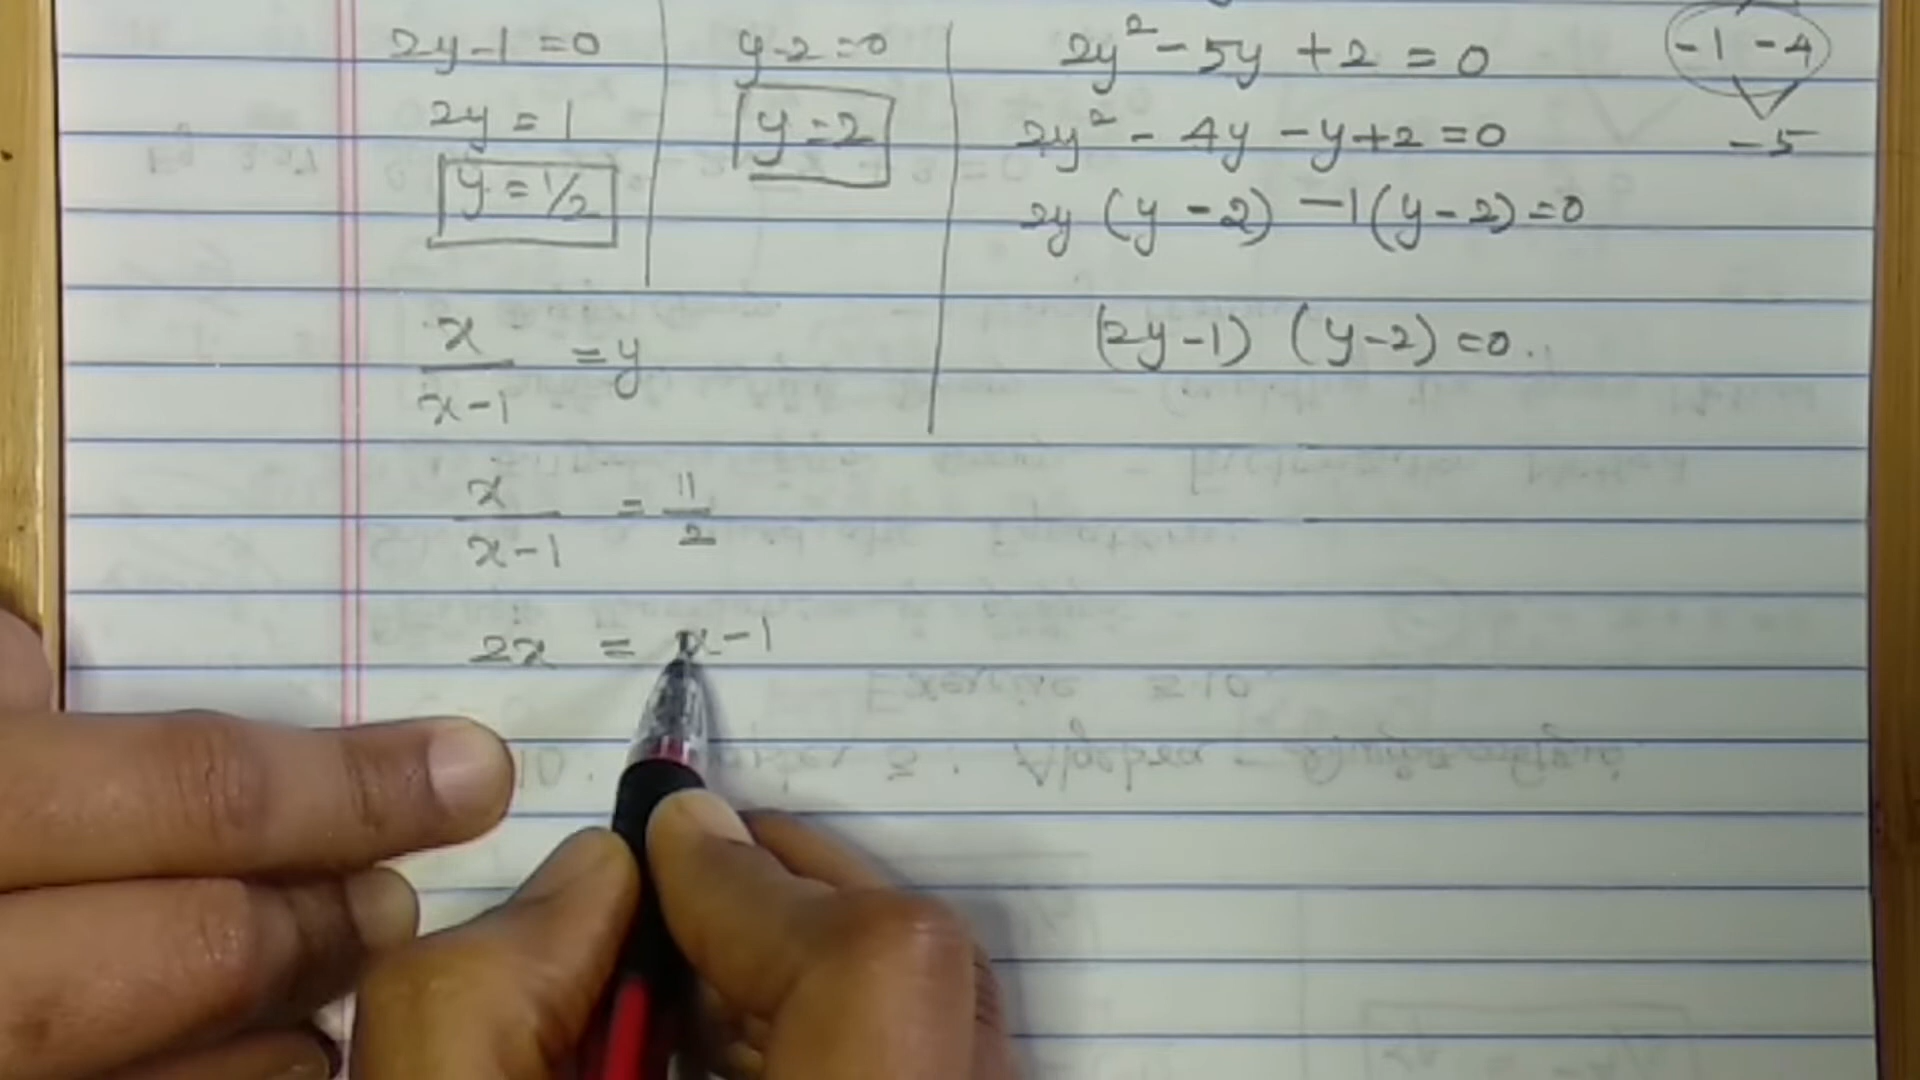 2y-1=0
2y=1
y=1/2
y-2=0
y=2
x/x-1 =y
x/x-1 = 11/2
2x = x-1
2y²-5y+2=0
2y²-4y-y+2=0
2y(y-2)-1(y-2)=0
(2y-1)(y-2)=0.
-1 -4
-5